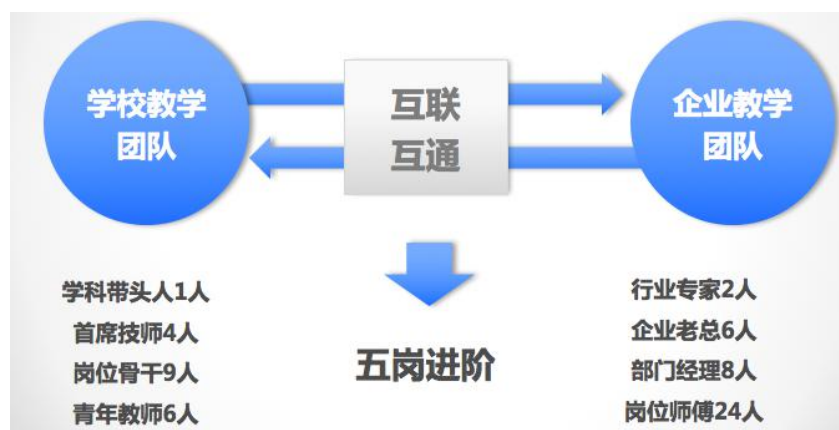 学校教学
团队
互联
互通
企业教学
团队
学科带头人1人
首席技师4人
岗位骨干9人
青年教师6人
五岗进阶
行业专家2人
企业老总6人
部门经理8人
岗位师傅24人